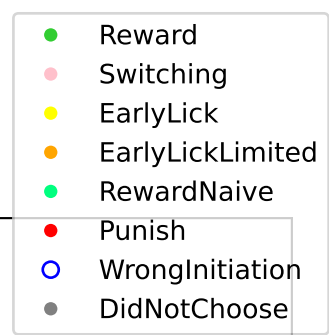 Reward
Switching
EarlyLick
EarlyLickLimited
RewardNaive
Punish
WrongInitiation
DidNotChoose